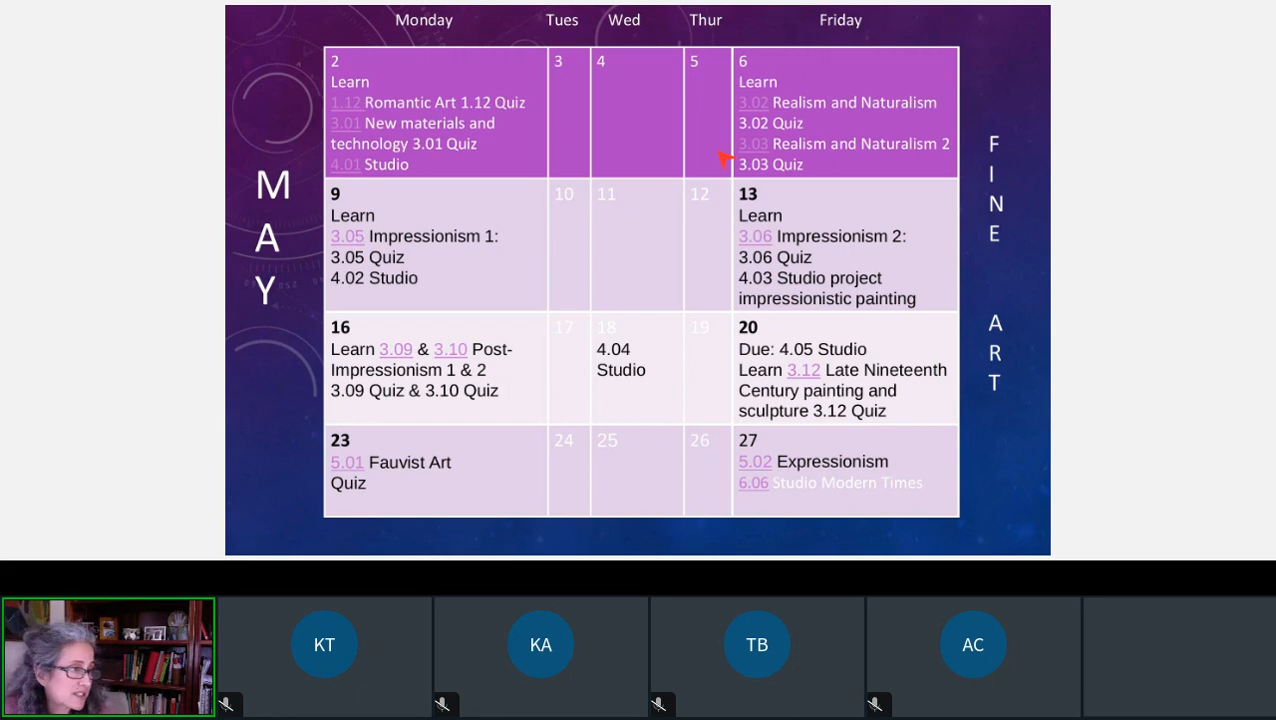 Monday Tues Wed Thur Friday
2
Learn
1.12 Romantic Art 1.12 Quiz
3.01 New materials and
technology 3.01 Quiz
4.01 Studio
3
4
5
6
Learn
3.02 Realism and Naturalism
3.02 Quiz
3.03 Realism and Naturalism 2
3.03 Quiz
9
Learn
3.05 Impressionism 1:
3.05 Quiz
4.02 Studio
10
11
12
13
Learn
3.06 Impressionism 2:
3.06 Quiz
4.03 Studio project
impressionistic painting
16
Learn 3.09 & 3.10 Post-
Impressionism 1 & 2
3.09 Quiz & 3.10 Quiz
17
18
4.04
Studio
19
20
Due: 4.05 Studio
Learn 3.12 Late Nineteenth
Century painting and
sculpture 3.12 Quiz
23
5.01 Fauvist Art
Quiz
24
25
26
27
5.02 Expressionism
6.06 Studio Modern Times
MAY
FINE ART
KT
KA
TB
AC